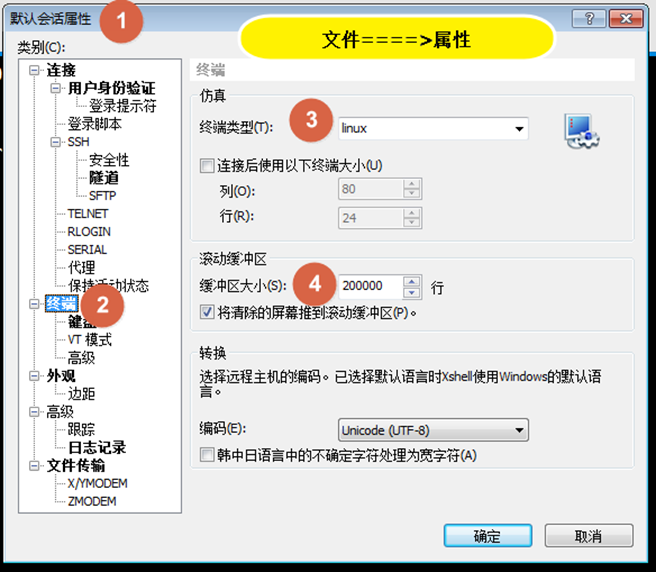 默认会话属性
1
文件====>属性
类别(C):
连接
用户身份验证
登录提示符
登录脚本
SSH
安全性
隧道
SFTP
TELNET
RLOGIN
SERIAL
代理
保持活动状态
终端
2
键盘
VT 模式
高级
外观
边距
高级
跟踪
日志记录
文件传输
X/YMODEM
ZMODEM
终端
仿真
终端类型(T):
3
linux
连接后使用以下终端大小(U)
列(O):
80
行(R):
24
滚动缓冲区
缓冲区大小(S):
4
200000
行
将清除的屏幕推到滚动缓冲区(P)。
转换
选择远程主机的编码。已选择默认语言时Xshell使用Windows的默认语
言。
编码(E):
Unicode (UTF-8)
韩中日语言中的不确定字符处理为宽字符(A)
确定
取消